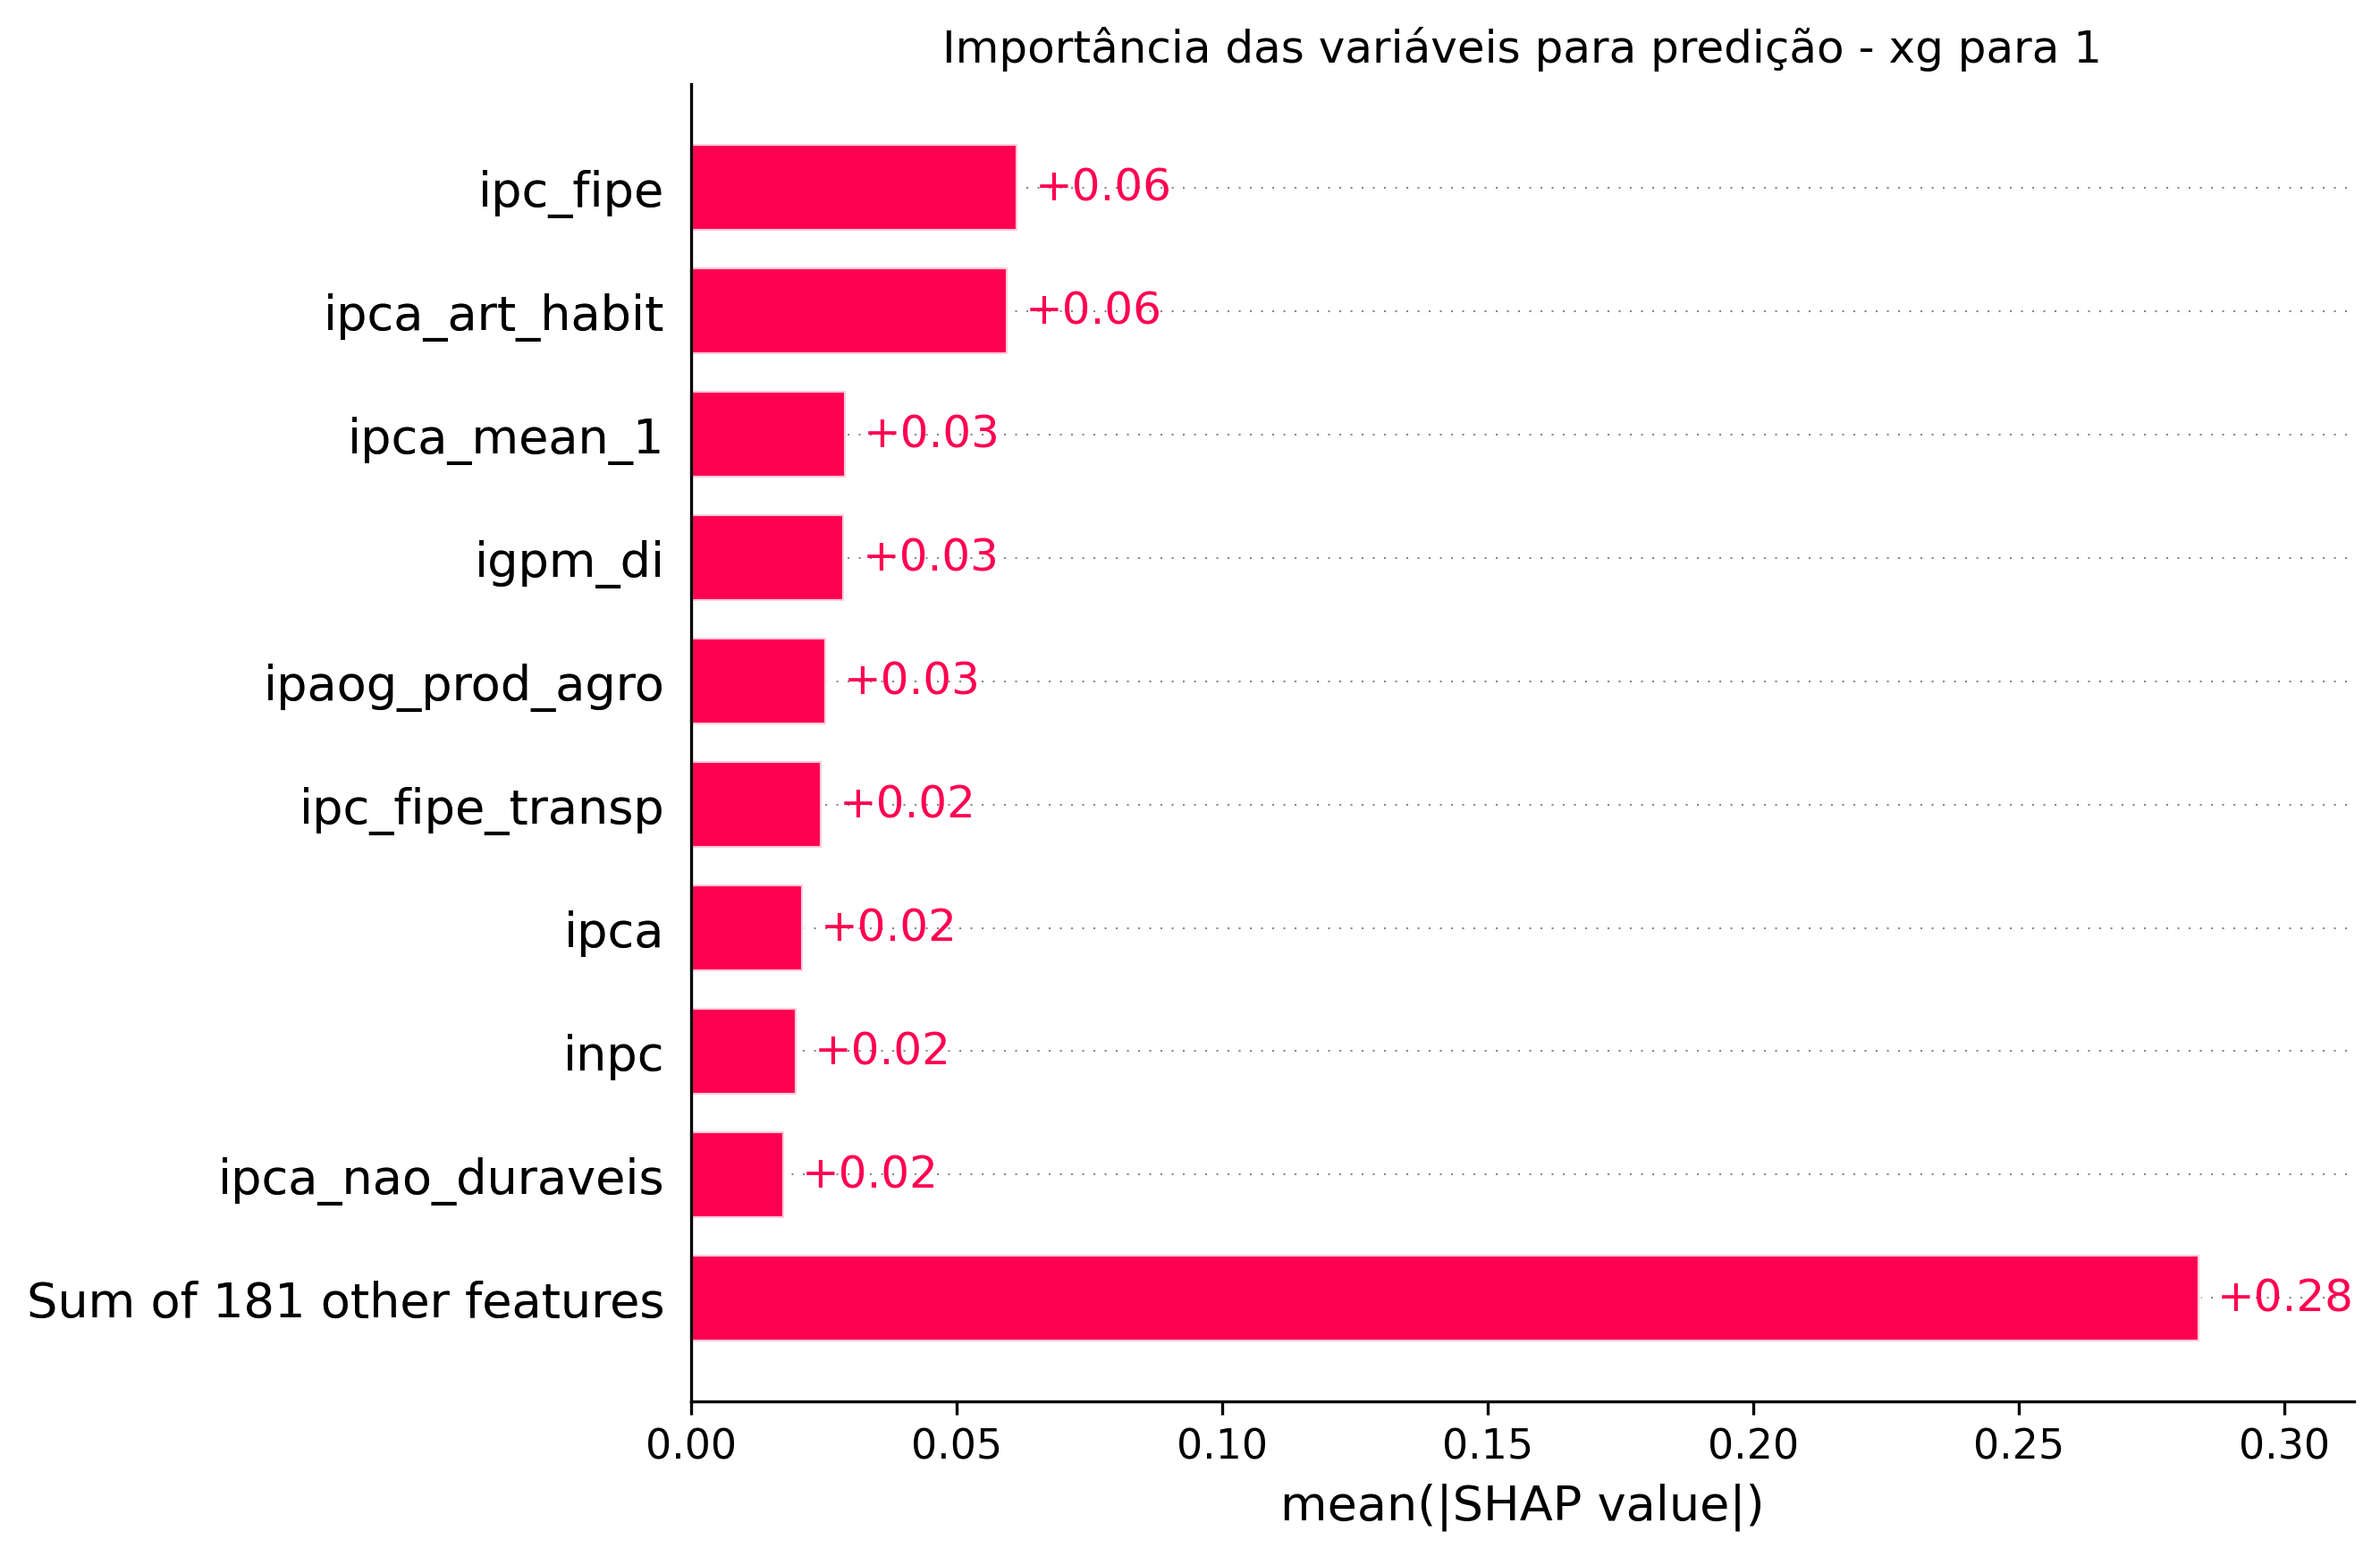 Importância das variáveis para predição - xg para 1
ipc_fipe
+0.06
ipca_art_habit
+0.06
ipca_mean_1
+0.03
igpm_di
+0.03
ipaog_prod_agro
+0.03
ipc_fipe_transp
+0.02
ipca
+0.02
inpc
+0.02
ipca_nao_duraveis
+0.02
Sum of 181 other features
+0.28
0.00 0.05 0.10 0.15 0.20 0.25 0.30
mean(|SHAP value|)